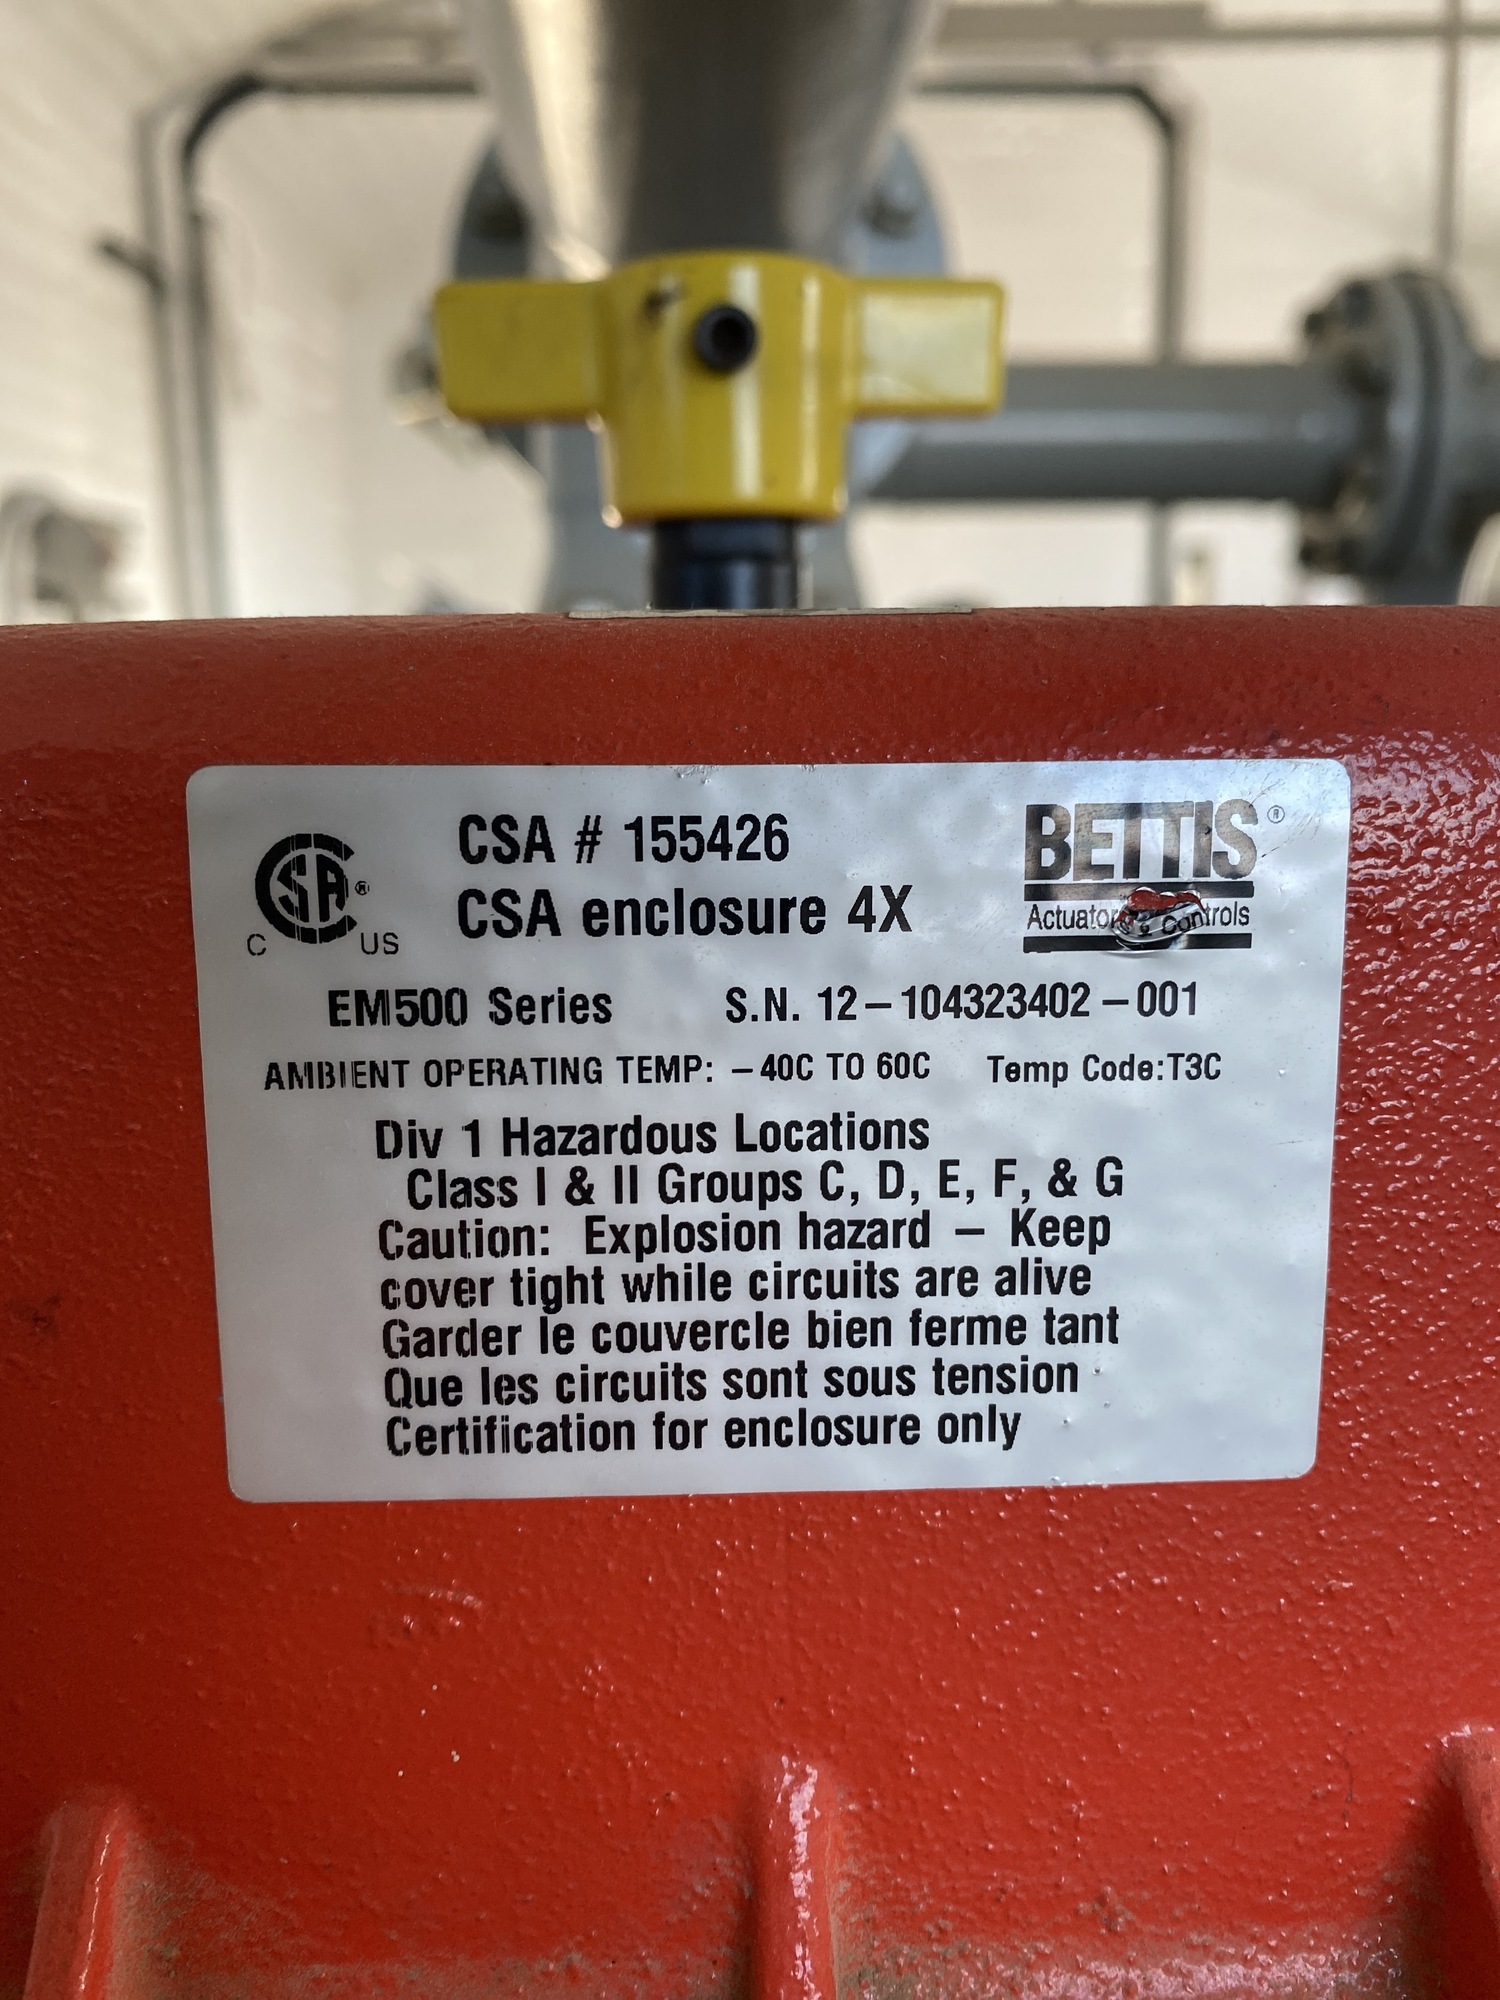 CSA # 155426
CSA enclosure 4X
BETTIS®
Actuators & Controls
CSA®
C US
EM500 Series S.N. 12-104323402-001
AMBIENT OPERATING TEMP: -40C TO 60C Temp Code:T3C
Div 1 Hazardous Locations
Class I & II Groups C, D, E, F, & G
Caution: Explosion hazard – Keep
cover tight while circuits are alive
Garder le couvercle bien ferme tant
Que les circuits sont sous tension
Certification for enclosure only